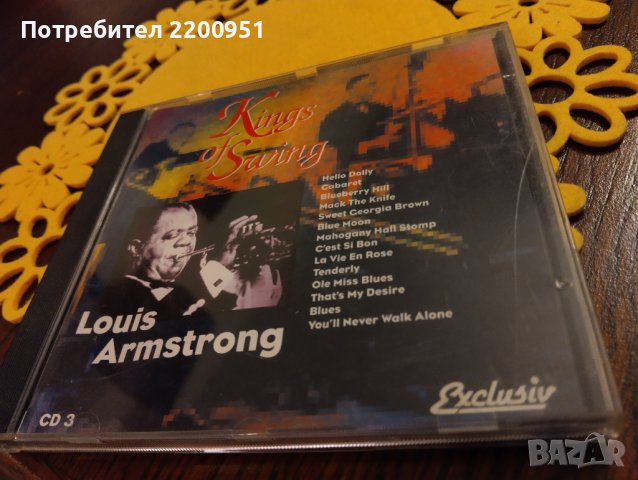 Потребител 2200951
Kings
of Swing
Hello Dolly
Cabaret
Blueberry Hill
Mack The Knife
Sweet Georgia Brown
Blue Moon
Mahogany Hall Stomp
C'est Si Bon
La Vie En Rose
Tenderly
Ole Miss Blues
That's My Desire
Blues
You'll Never Walk Alone
Louis
Armstrong
CD 3
Exclusiv
BAZAR